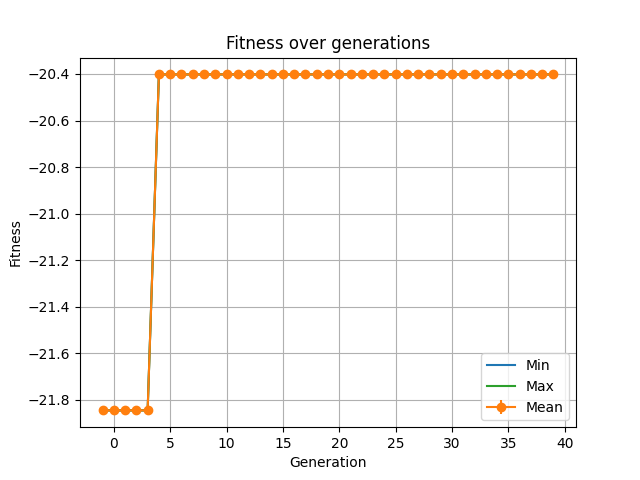 Fitness over generations
−20.4
−20.6
−20.8
−21.0
−21.2
−21.4
−21.6
−21.8
Fitness
0 5 10 15 20 25 30 35 40
Generation
Min
Max
Mean